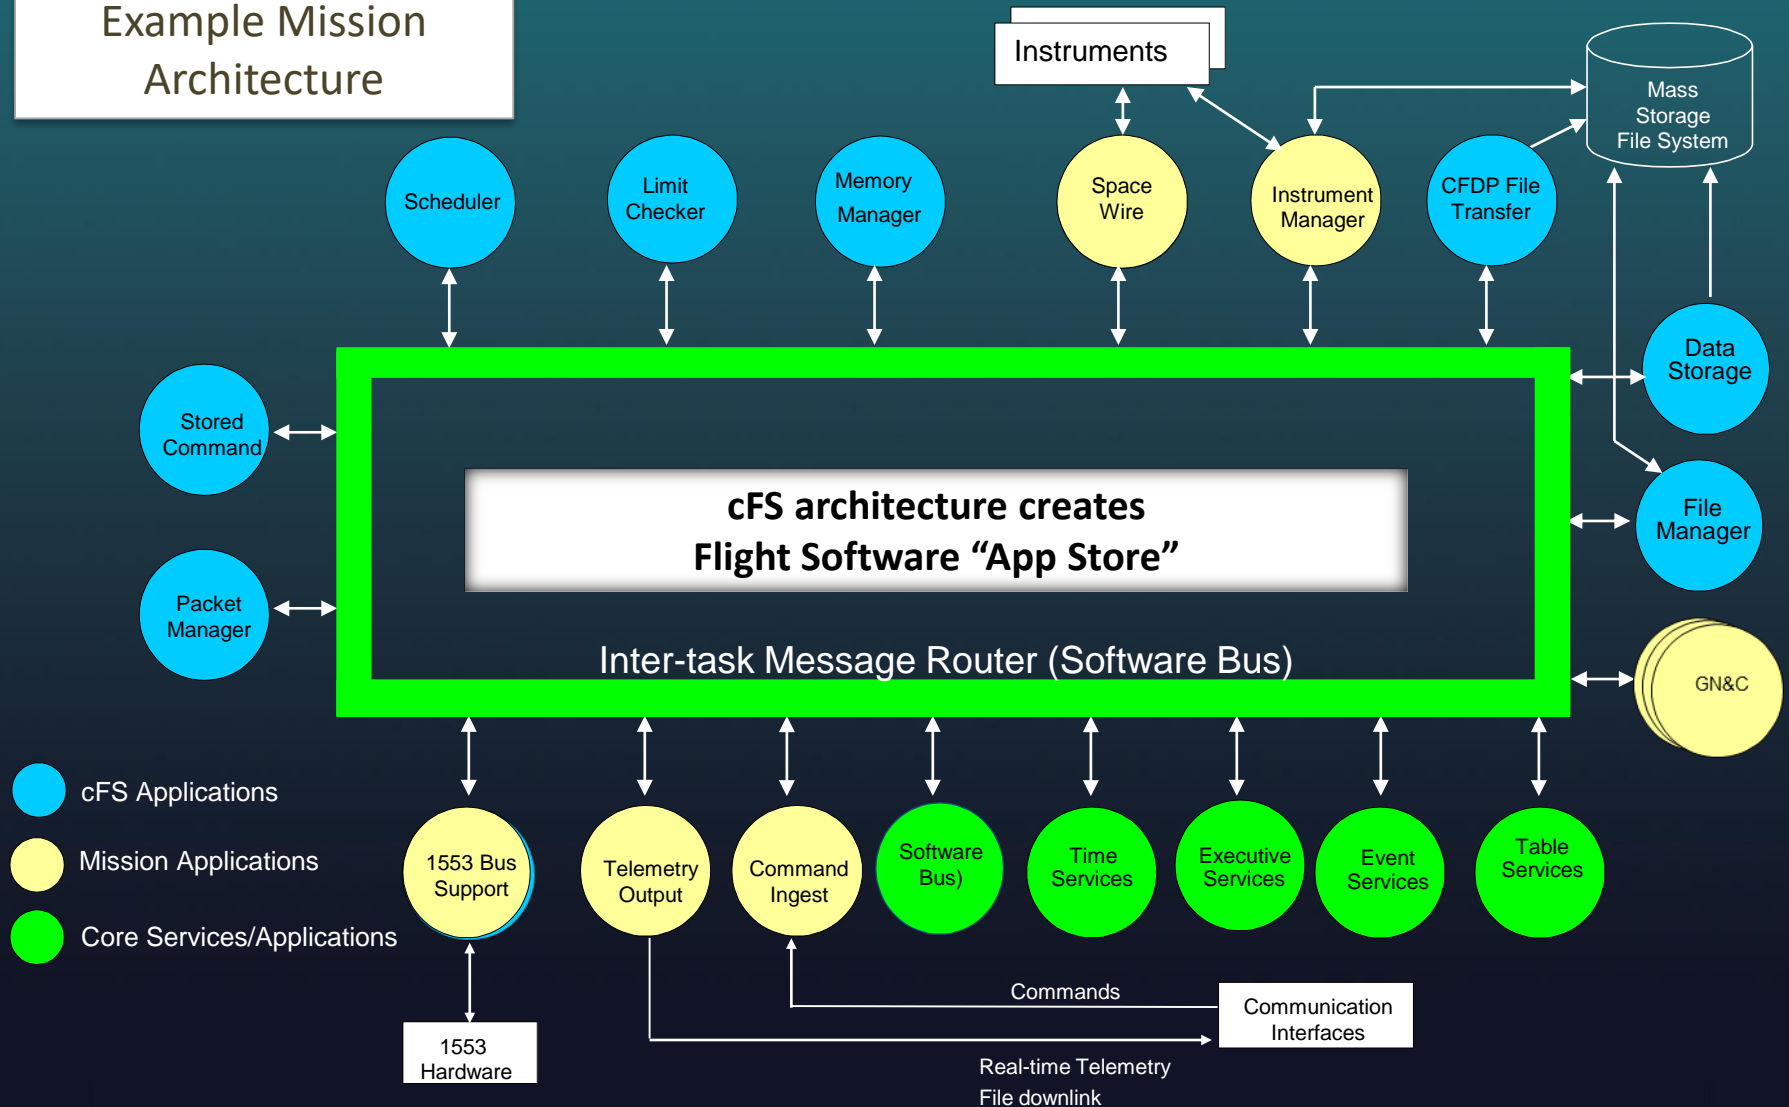 Example Mission
Architecture
Instruments
Mass
Storage
File System
Scheduler
Limit
Checker
Memory
Manager
Space
Wire
Instrument
Manager
CFDP File
Transfer
Data
Storage
Stored
Command
File
Manager
cFS architecture creates
Flight Software “App Store”
Packet
Manager
Inter-task Message Router (Software Bus)
GN&C
cFS Applications
Mission Applications
Core Services/Applications
1553 Bus
Support
Telemetry
Output
Command
Ingest
Software
Bus)
Time
Services
Executive
Services
Event
Services
Table
Services
Commands
Communication
Interfaces
1553
Hardware
Real-time Telemetry
File downlink